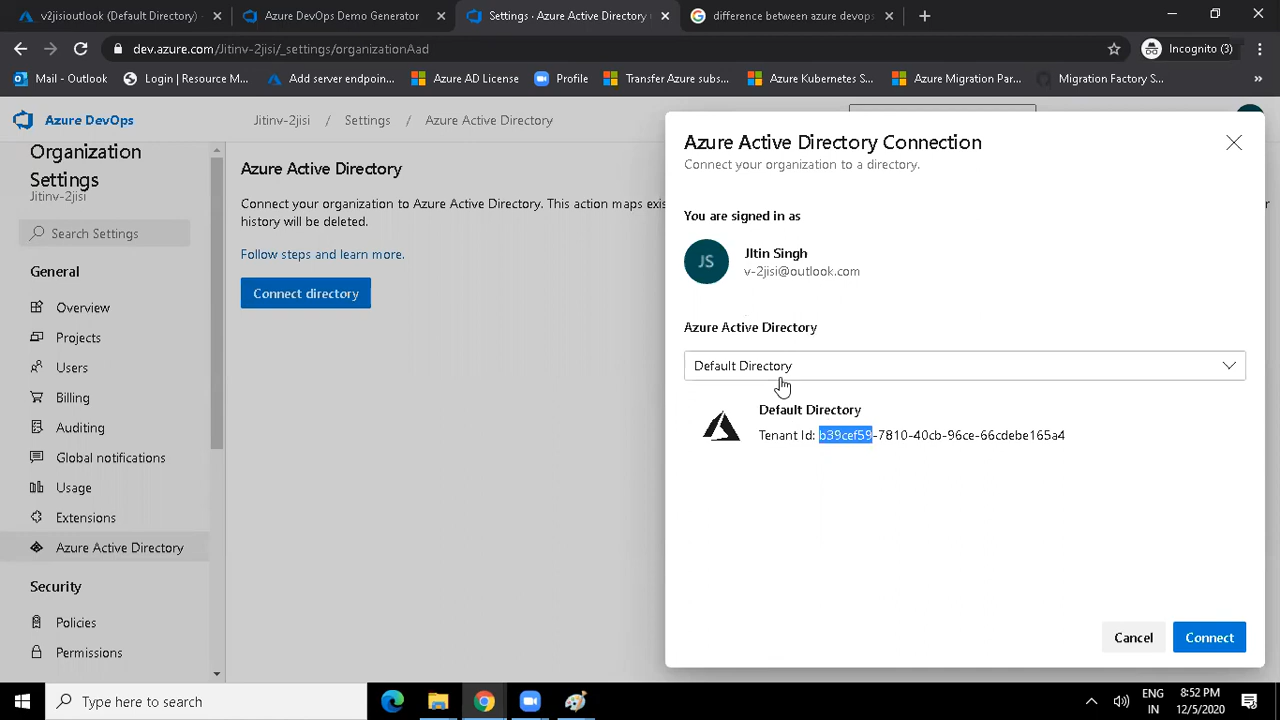 v2jisioutlook (Default Directory)
Azure DevOps Demo Generator
Settings · Azure Active Directory
difference between azure devops
dev.azure.com/Jitinv-2jisi/_settings/organizationAad
Incognito (3)
Mail - Outlook
Login | Resource M...
Add server endpoin...
Azure AD License
Profile
Transfer Azure subs...
Azure Kubernetes S...
Azure Migration Par...
Migration Factory S...
»
Azure DevOps
Jitinv-2jisi / Settings / Azure Active Directory
Organization
Settings
Jitinv-2jisi
Search Settings
General
Overview
Projects
Users
Billing
Auditing
Global notifications
Usage
Extensions
Azure Active Directory
Security
Policies
Permissions
Azure Active Directory
Connect your organization to Azure Active Directory. This action maps exis
history will be deleted.
Follow steps and learn more.
Connect directory
Azure Active Directory Connection
Connect your organization to a directory.
You are signed in as
JS
JItin Singh
v-2jisi@outlook.com
Azure Active Directory
Default Directory
Default Directory
Tenant Id: b39cef59-7810-40cb-96ce-66cdebe165a4
Cancel
Connect
Type here to search
ENG
IN
8:52 PM
12/5/2020